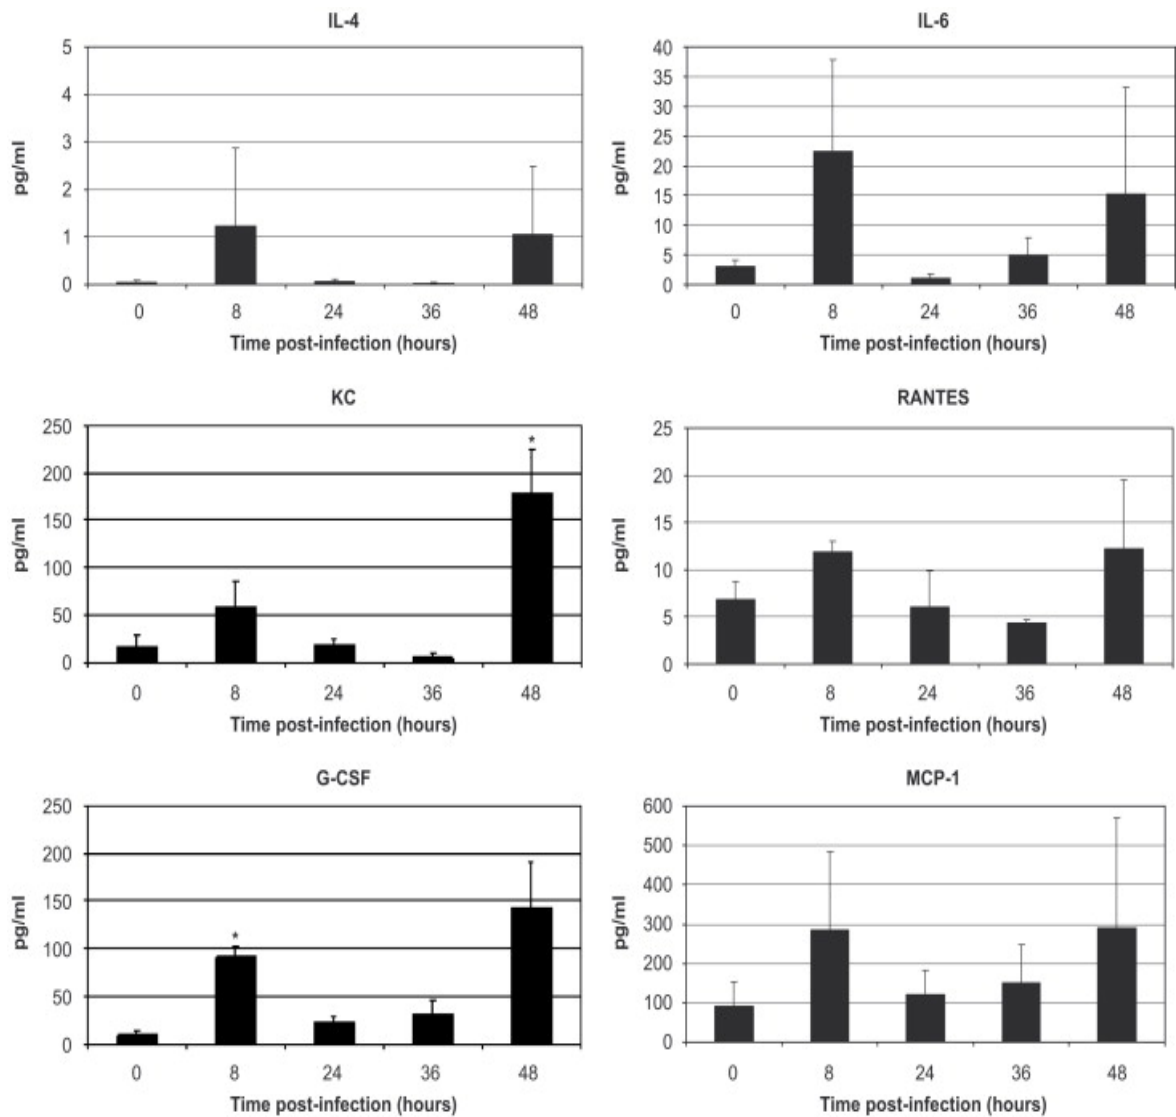 IL-4
5
4
3
2
1
0
pg/ml
0 8 24 36 48
Time post-infection (hours)
IL-6
40
35
30
25
20
15
10
5
0
pg/ml
0 8 24 36 48
Time post-infection (hours)
KC
250
200
150
100
50
0
pg/ml
*
0 8 24 36 48
Time post-infection (hours)
RANTES
25
20
15
10
5
0
pg/ml
0 8 24 36 48
Time post-infection (hours)
G-CSF
250
200
150
100
50
0
pg/ml
*
0 8 24 36 48
Time post-infection (hours)
MCP-1
600
500
400
300
200
100
0
pg/ml
0 8 24 36 48
Time post-infection (hours)